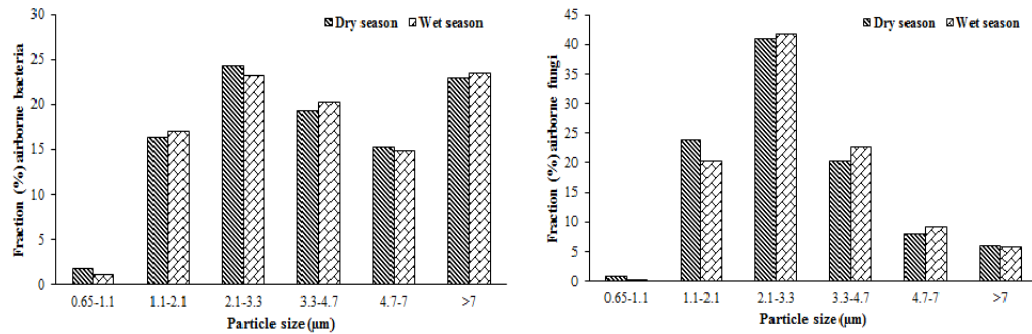 Fraction (%) airborne bacteria
30
25
20
15
10
5
0
Dry season Wet season
0.65-1.1 1.1-2.1 2.1-3.3 3.3-4.7 4.7-7 >7
Particle size (µm)
Fraction (%) airborne fungi
45
40
35
30
25
20
15
10
5
0
Dry season Wet season
0.65-1.1 1.1-2.1 2.1-3.3 3.3-4.7 4.7-7 >7
Particle size (µm)